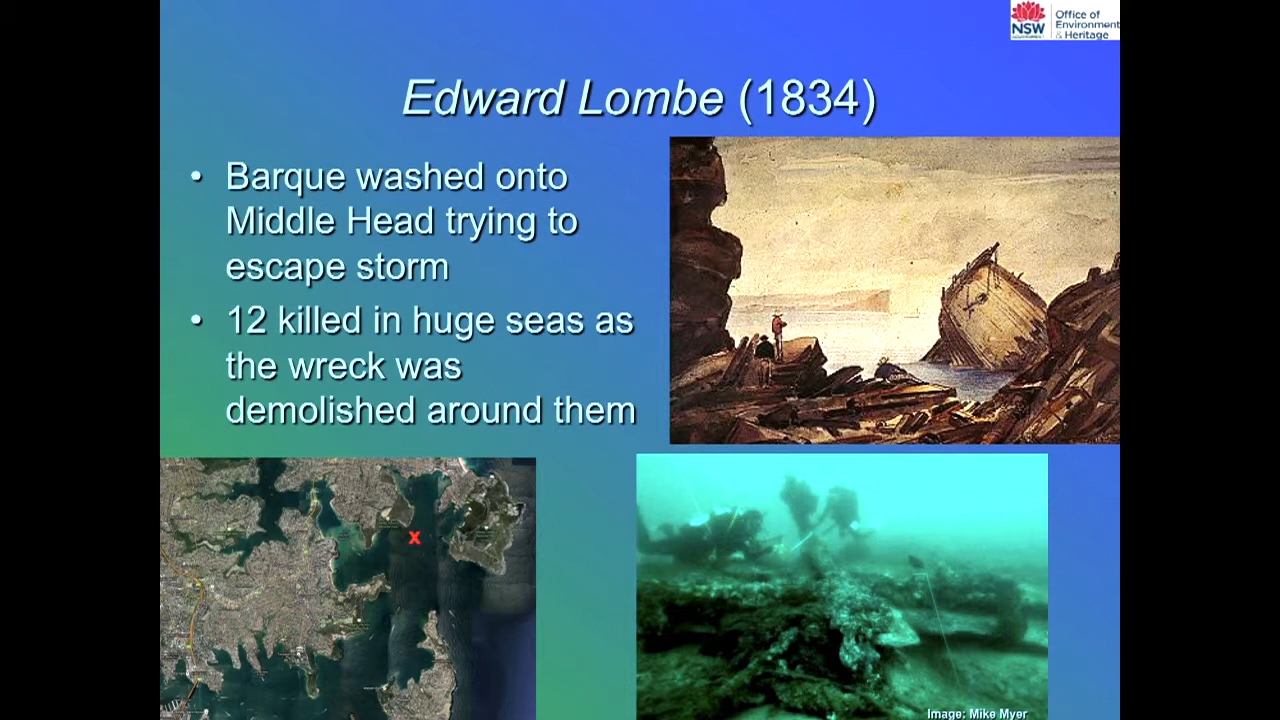 NSW
GOVERNMENT
Office of
Environment
& Heritage
Edward Lombe (1834)
• Barque washed onto
Middle Head trying to
escape storm
• 12 killed in huge seas as
the wreck was
demolished around them
Image: Mike Myer